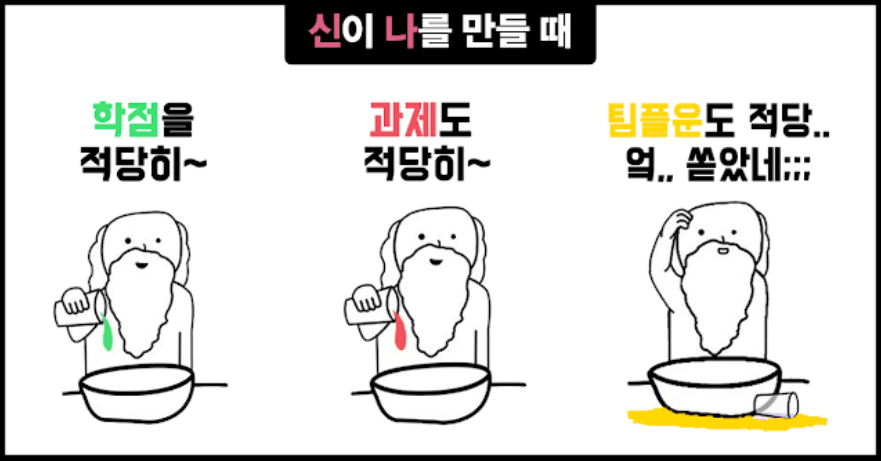 신이 나를 만들 때
학점을
적당히~
과제도
적당히~
팀플운도 적당..
엌,, 쏟았네;;;